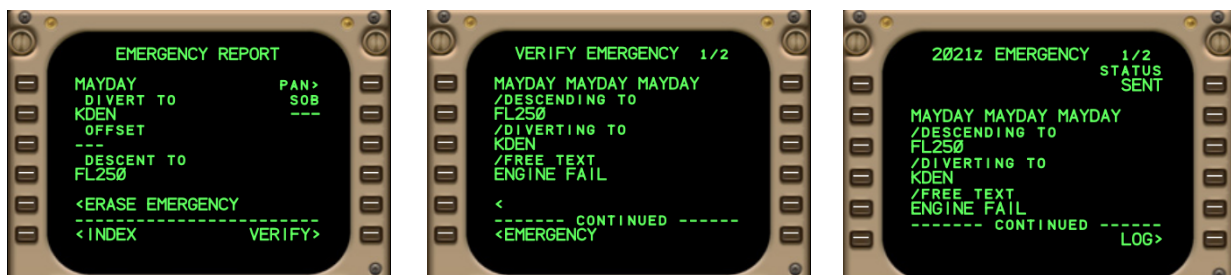 EMERGENCY REPORT
MAYDAY PAN>
DIVERT TO SOB
KDEN ---
OFFSET
---
DESCENT TO
FL250
<ERASE EMERGENCY
-------------------------
<INDEX VERIFY>
VERIFY EMERGENCY 1/2
MAYDAY MAYDAY MAYDAY
/DESCENDING TO
FL250
/DIVERTING TO
KDEN
/FREE TEXT
ENGINE FAIL
<
------- CONTINUED ------
<EMERGENCY
2021z EMERGENCY 1/2
STATUS
SENT
MAYDAY MAYDAY MAYDAY
/DESCENDING TO
FL250
/DIVERTING TO
KDEN
/FREE TEXT
ENGINE FAIL
------- CONTINUED ------
LOG>